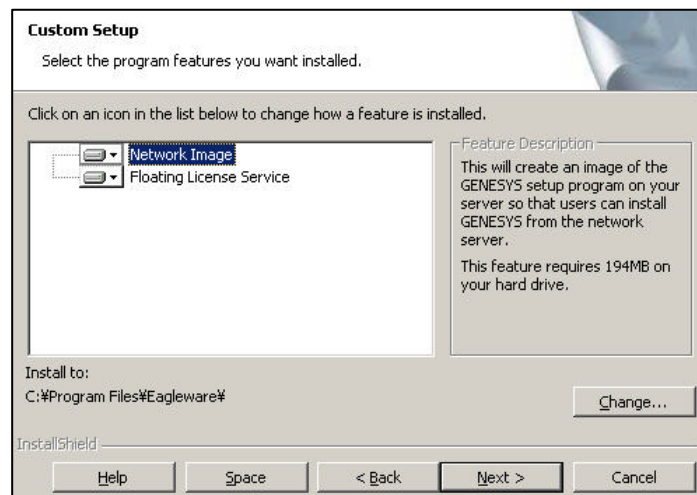 Custom Setup
Select the program features you want installed.
Click on an icon in the list below to change how a feature is installed.
Network Image
Floating License Service
Feature Description
This will create an image of the
GENESYS setup program on your
server so that users can install
GENESYS from the network
server.
This feature requires 194MB on
your hard drive.
Install to:
C:¥Program Files¥Eagleware¥
Change...
InstallShield
Help
Space
< Back
Next >
Cancel